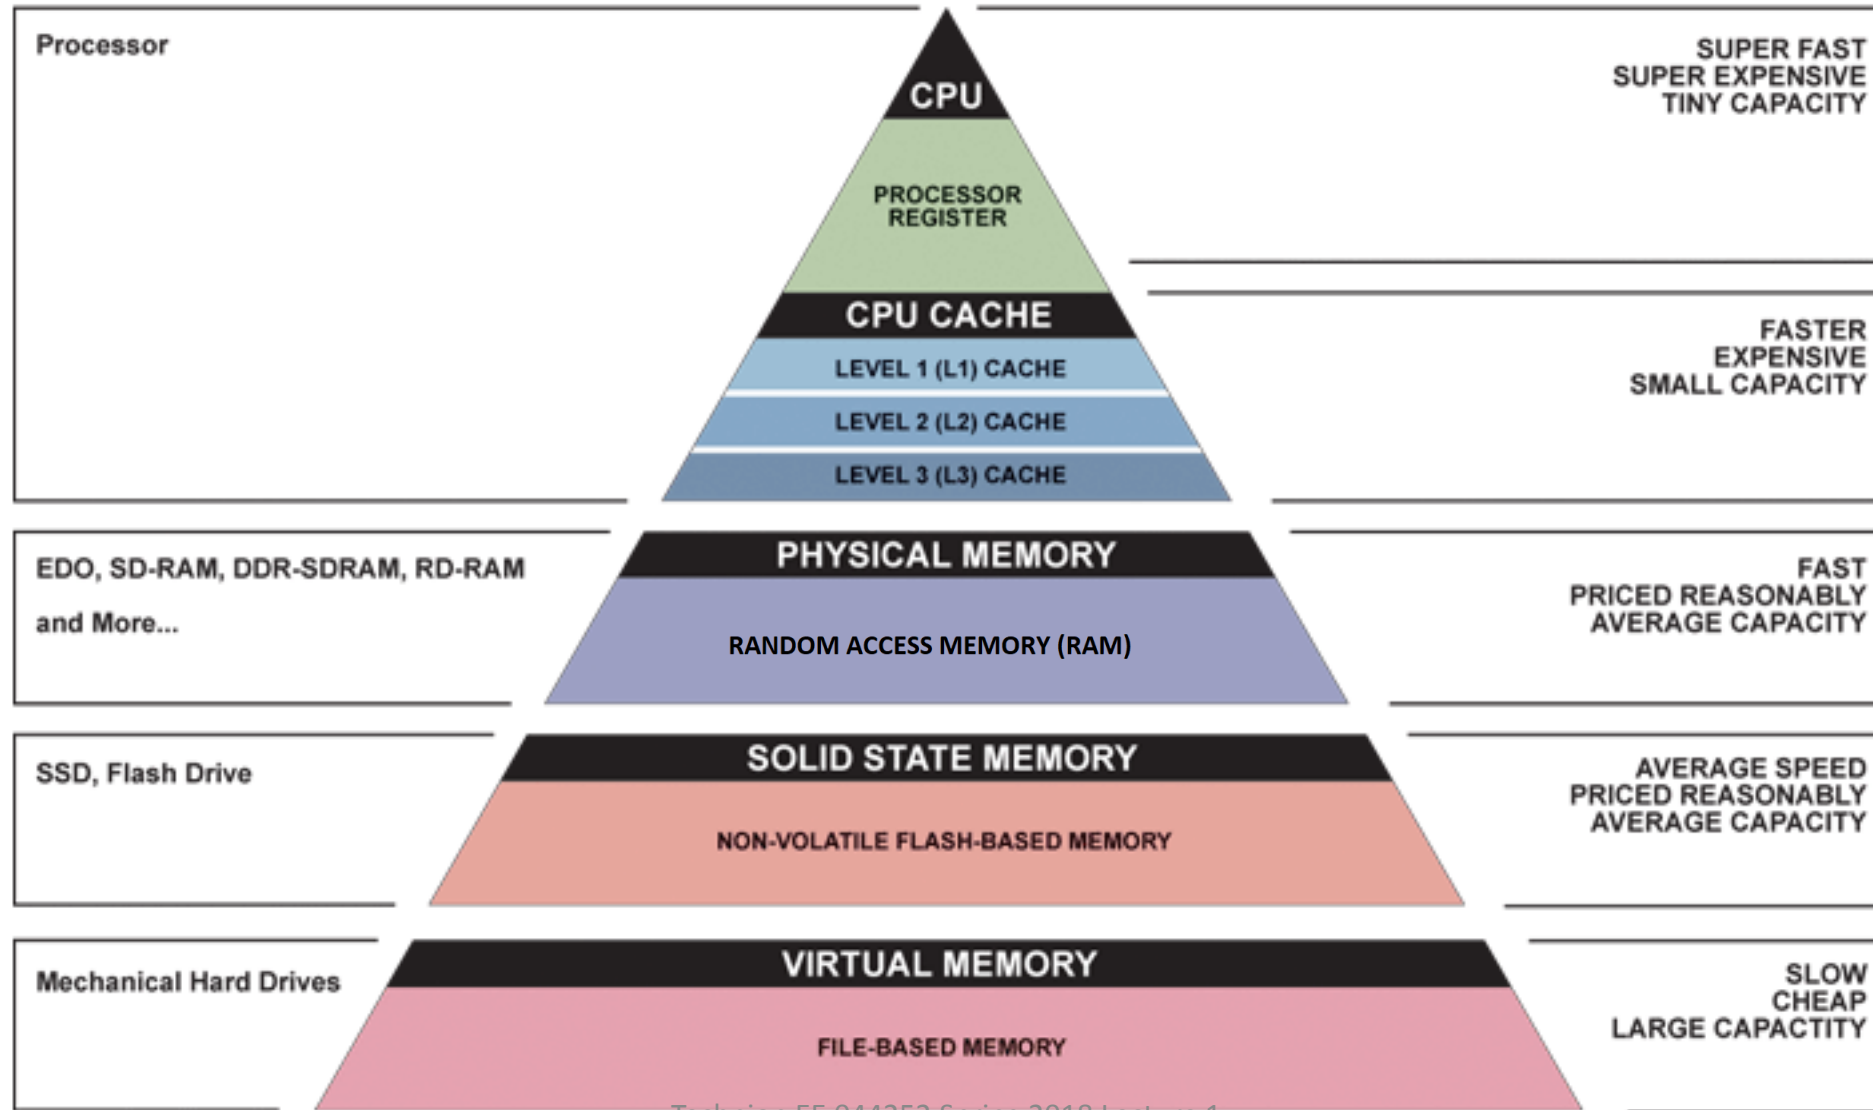 Processor
CPU
SUPER FAST
SUPER EXPENSIVE
TINY CAPACITY
PROCESSOR
REGISTER
CPU CACHE
LEVEL 1 (L1) CACHE
LEVEL 2 (L2) CACHE
LEVEL 3 (L3) CACHE
FASTER
EXPENSIVE
SMALL CAPACITY
EDO, SD-RAM, DDR-SDRAM, RD-RAM
and More...
PHYSICAL MEMORY
RANDOM ACCESS MEMORY (RAM)
FAST
PRICED REASONABLY
AVERAGE CAPACITY
SSD, Flash Drive
SOLID STATE MEMORY
NON-VOLATILE FLASH-BASED MEMORY
AVERAGE SPEED
PRICED REASONABLY
AVERAGE CAPACITY
Mechanical Hard Drives
VIRTUAL MEMORY
FILE-BASED MEMORY
SLOW
CHEAP
LARGE CAPACTITY